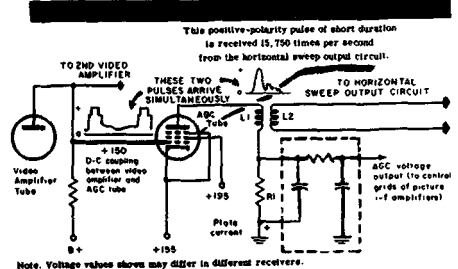 This positive-polarity pulse of short duration
is received 15,750 times per second
from the horizontal sweep output circuit.
TO 2ND VIDEO
AMPLIFIER
THESE TWO
PULSES ARRIVE
SIMULTANEOUSLY
TO HORIZONTAL
SWEEP OUTPUT CIRCUIT
+
0
+
0
AGC
Tube
L1
L2
+150
D-C coupling
between video
amplifier and
AGC tube
Video
Amplifier
Tube
+195
R1
Plate
current
-
+
AGC voltage
output (to control
grids of picture
i-f amplifiers)
B+
+155
Note. Voltage values shown may differ in different receivers.